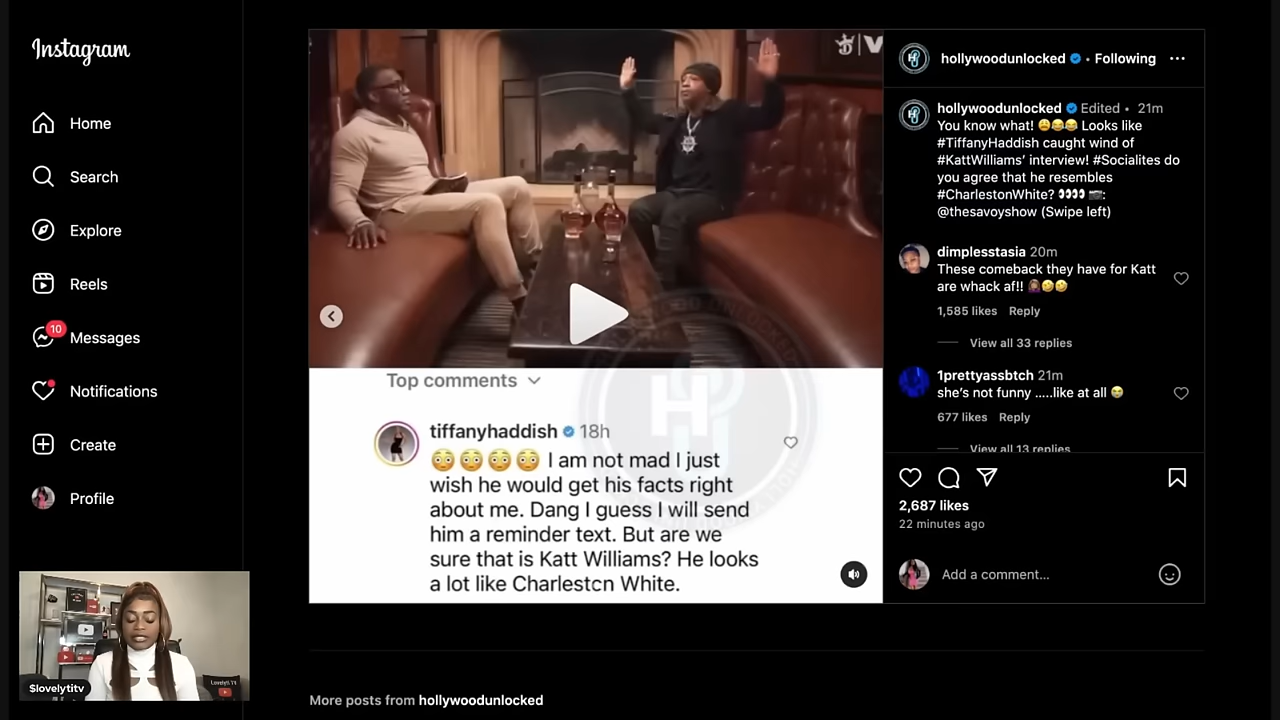 Instagram
Home
Search
Explore
Reels
10
Messages
Notifications
Create
Profile
$lovelytitv
Lovelyti TV
V
Top comments
tiffanyhaddish 18h
😳😳😳😳 I am not mad I just
wish he would get his facts right
about me. Dang I guess I will send
him a reminder text. But are we
sure that is Katt Williams? He looks
a lot like Charlestcn White.
H
hollywoodunlocked • Following
hollywoodunlocked Edited • 21m
You know what! 😩😂😂 Looks like
#TiffanyHaddish caught wind of
#KattWilliams’ interview! #Socialites do
you agree that he resembles
#CharlestonWhite? 👀👀 📷:
@thesavoyshow (Swipe left)
dimplesstasia 20m
These comeback they have for Katt
are whack af!! 🤦🏾‍♀️🤣🤣
1,585 likes Reply
View all 33 replies
1prettyassbtch 21m
she’s not funny .....like at all 😭
677 likes Reply
View all 13 replies
2,687 likes
22 minutes ago
Add a comment...
More posts from hollywoodunlocked